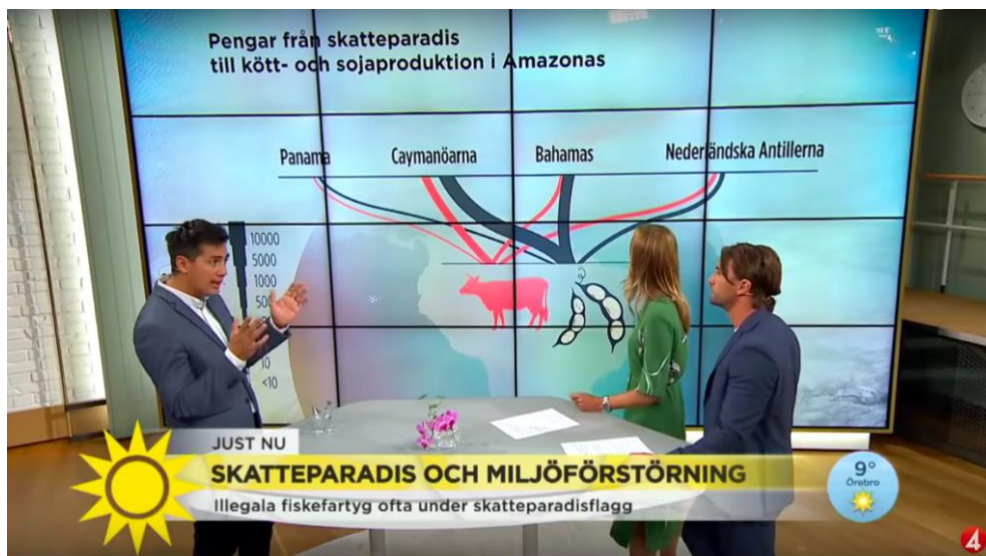 Pengar från skatteparadis
till kött- och sojaproduktion i Amazonas
Panama
Caymanöarna
Bahamas
Nederländska Antillerna
10000
5000
1000
10
<10
JUST NU
SKATTEPARADIS OCH MILJÖFÖRSTÖRNING
Illegala fiskefartyg ofta under skatteparadisflagg
9°
Örebro
4